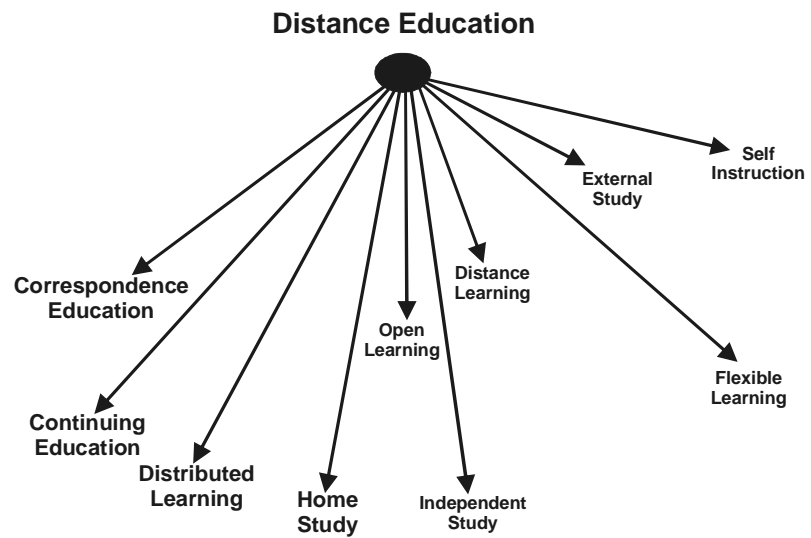 Distance Education
Self
Instruction
External
Study
Distance
Learning
Correspondence
Education
Open
Learning
Flexible
Learning
Continuing
Education
Distributed
Learning
Home
Study
Independent
Study